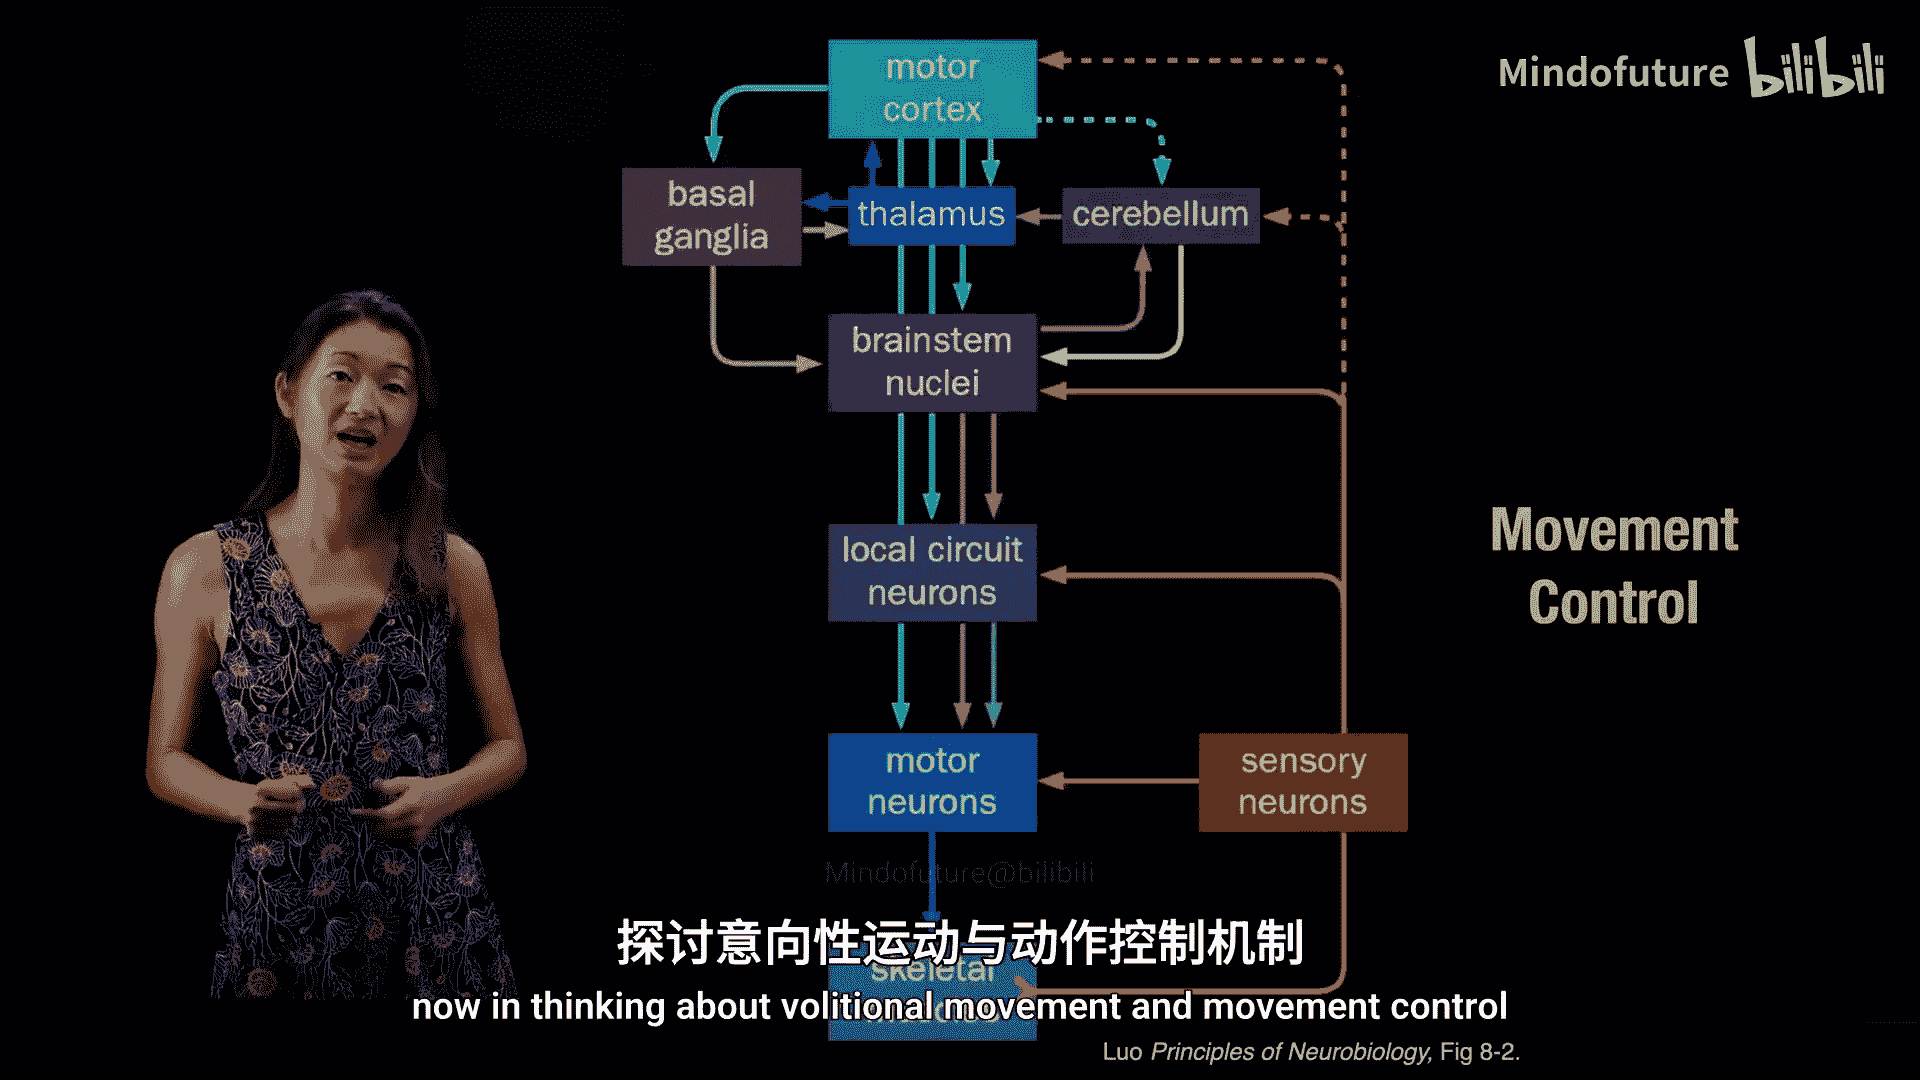 Mindofuture bilibili
motor
cortex
basal
ganglia
thalamus
cerebellum
brainstem
nuclei
Movement
Control
local circuit
neurons
motor
neurons
sensory
neurons
Mindofuture@bilibili
探讨意向性运动与动作控制机制
skeletal
now in thinking about volitional movement and movement control
Luo Principles of Neurobiology, Fig 8-2.